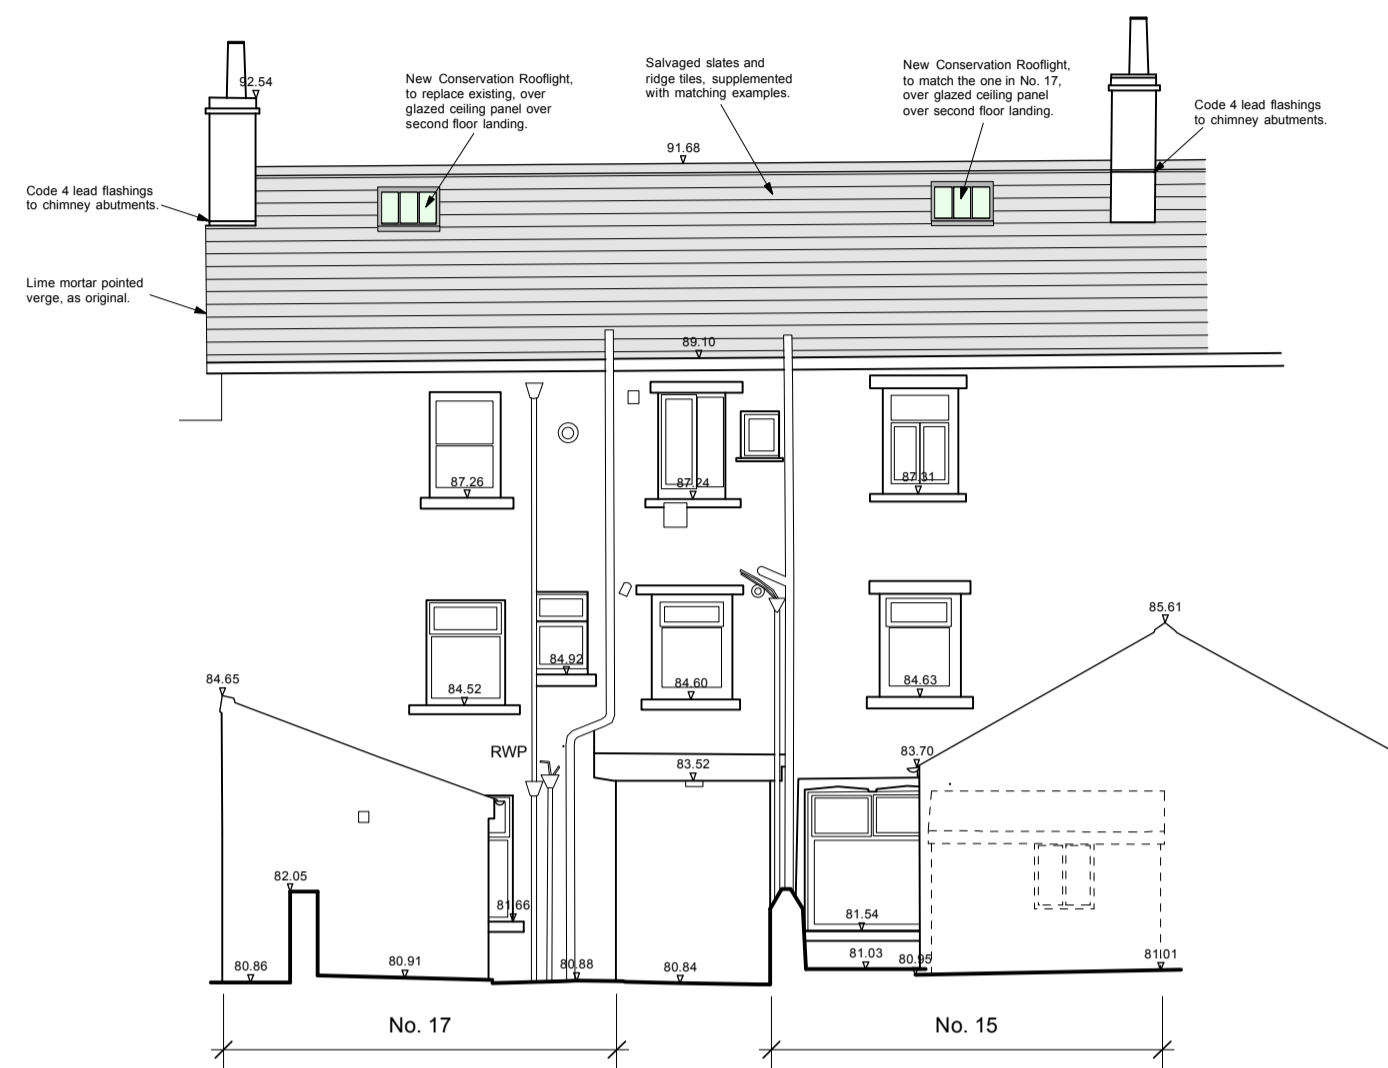 92.54
New Conservation Rooflight,
to replace existing, over
glazed ceiling panel over
second floor landing.
Salvaged slates and
ridge tiles, supplemented
with matching examples.
New Conservation Rooflight,
to match the one in No. 17,
over glazed ceiling panel
over second floor landing.
Code 4 lead flashings
to chimney abutments.
91.68
Code 4 lead flashings
to chimney abutments.
Lime mortar pointed
verge, as original.
89.10
87.26
87.24
87.31
84.92
84.52
84.60
84.63
85.61
84.65
RWP
83.52
83.70
82.05
81.66
81.54
80.86
80.91
80.88
80.84
81.03
80.95
81.01
No. 17
No. 15